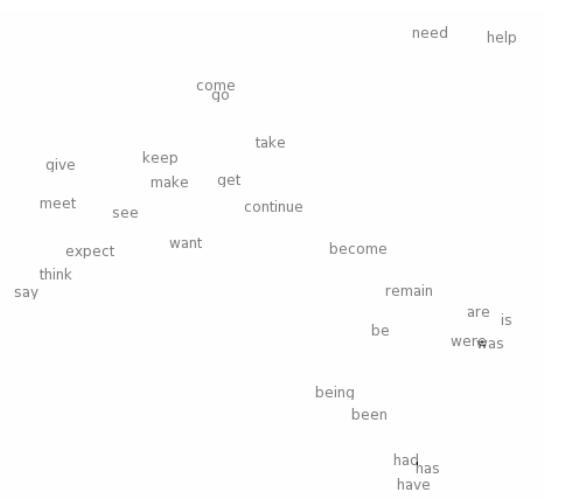 need
help
come
go
take
keep
give
make
get
meet
see
continue
want
expect
become
think
say
remain
are
is
be
were
was
being
been
had
has
have